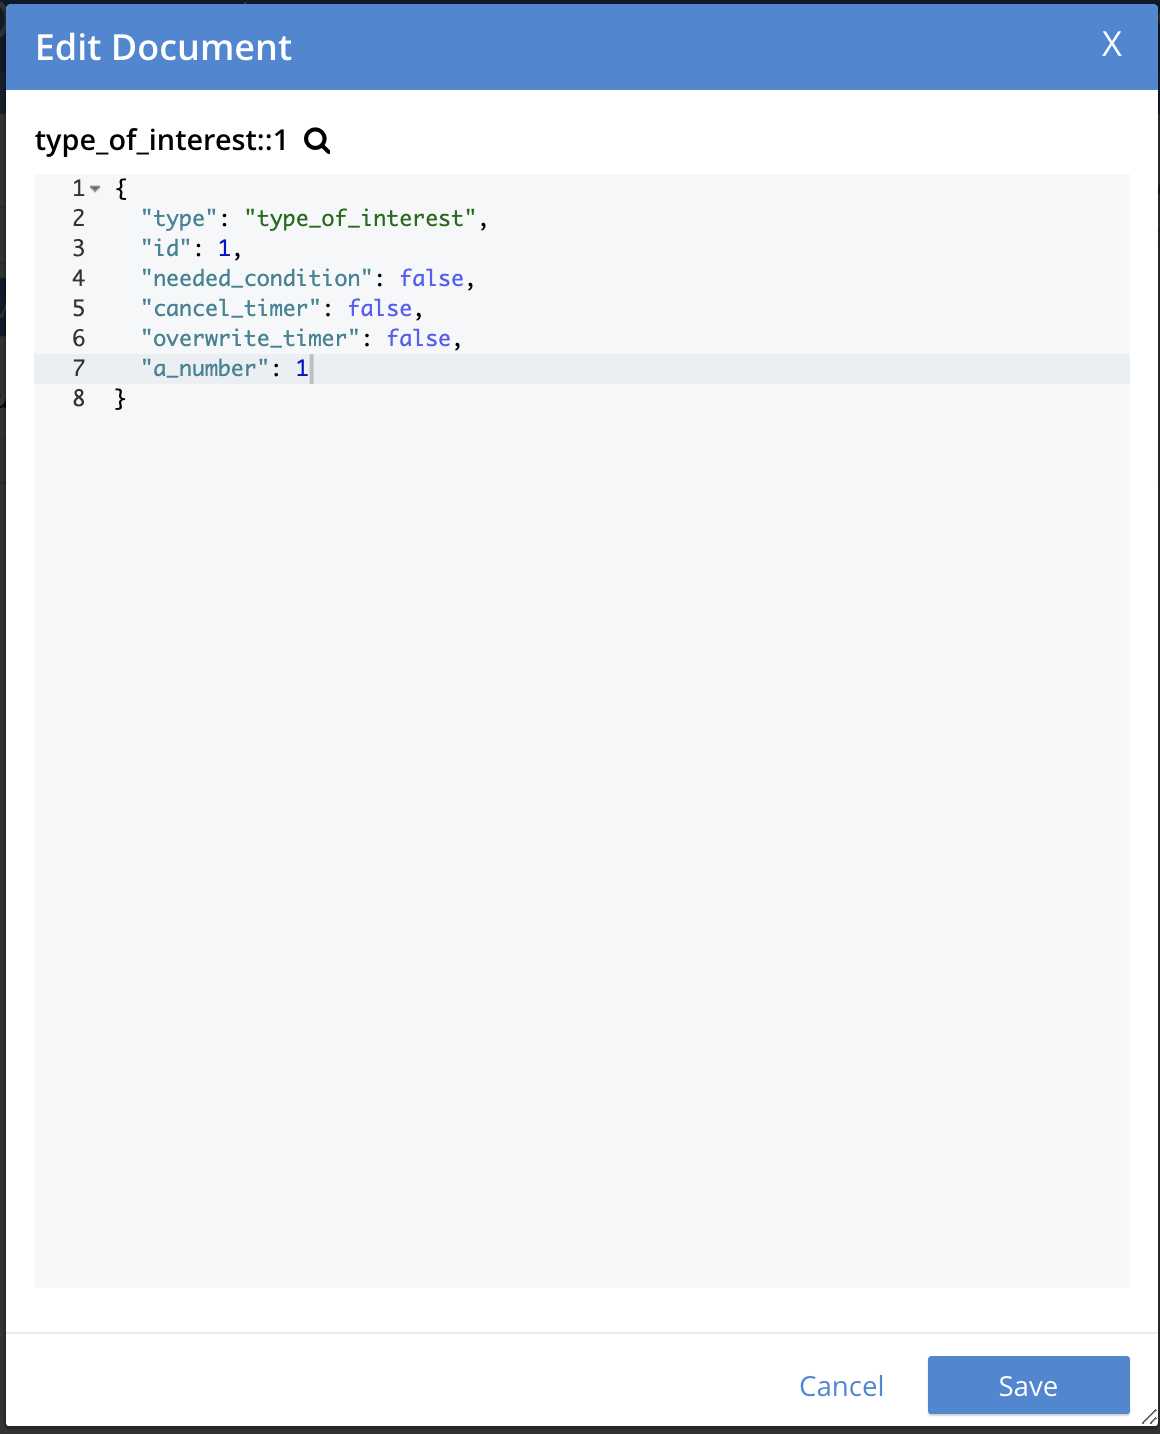 Edit Document X
type_of_interest::1
1 {
2 "type": "type_of_interest",
3 "id": 1,
4 "needed_condition": false,
5 "cancel_timer": false,
6 "overwrite_timer": false,
7 "a_number": 1
8 }
Cancel Save